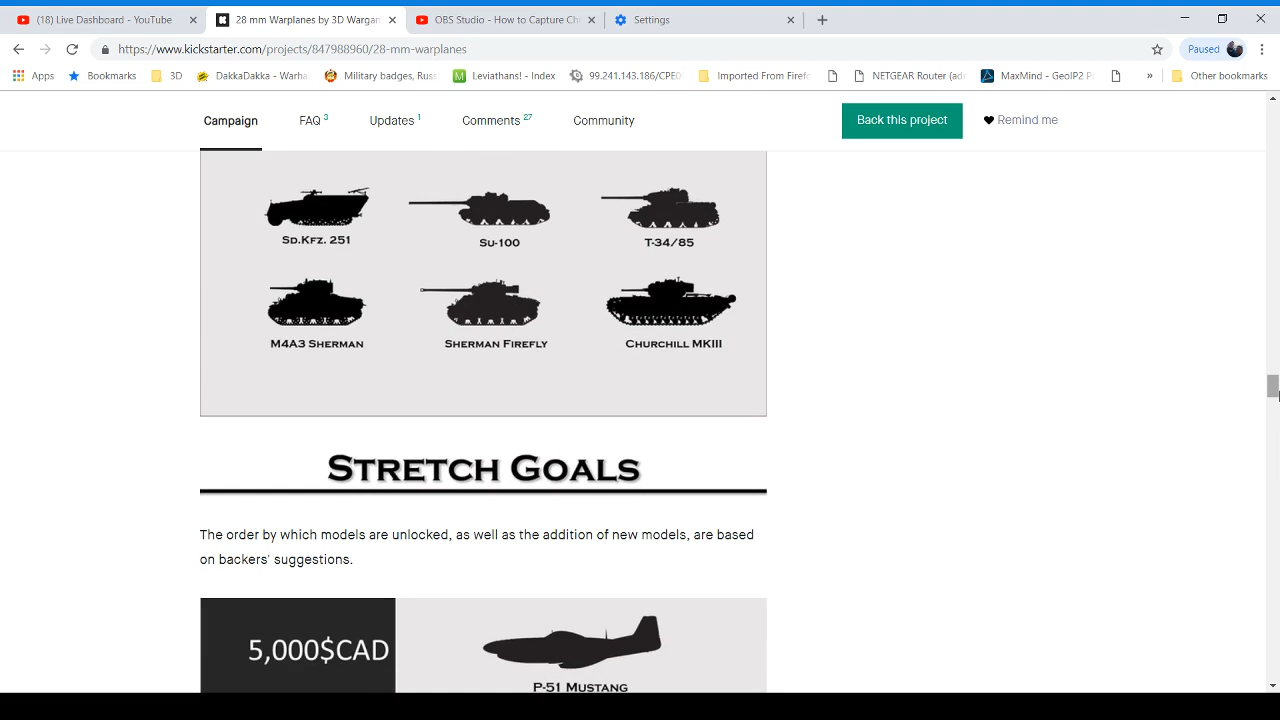 (18) Live Dashboard - YouTube
28 mm Warplanes by 3D Wargam
OBS Studio - How to Capture Ch
Settings
https://www.kickstarter.com/projects/847988960/28-mm-warplanes
Paused
Apps
Bookmarks
3D
DakkaDakka - Warha
Military badges, Russ
Leviathans! - Index
99.241.143.186/CPE0
Imported From Firefo
NETGEAR Router (adm
MaxMind - GeoIP2 P
»
Other bookmarks
Campaign
FAQ 3
Updates 1
Comments 27
Community
Back this project
Remind me
Sd.Kfz. 251
Su-100
T-34/85
M4A3 Sherman
Sherman Firefly
Churchill MKIII
Stretch Goals
The order by which models are unlocked, as well as the addition of new models, are based
on backers' suggestions.
5,000$CAD
P-51 Mustang